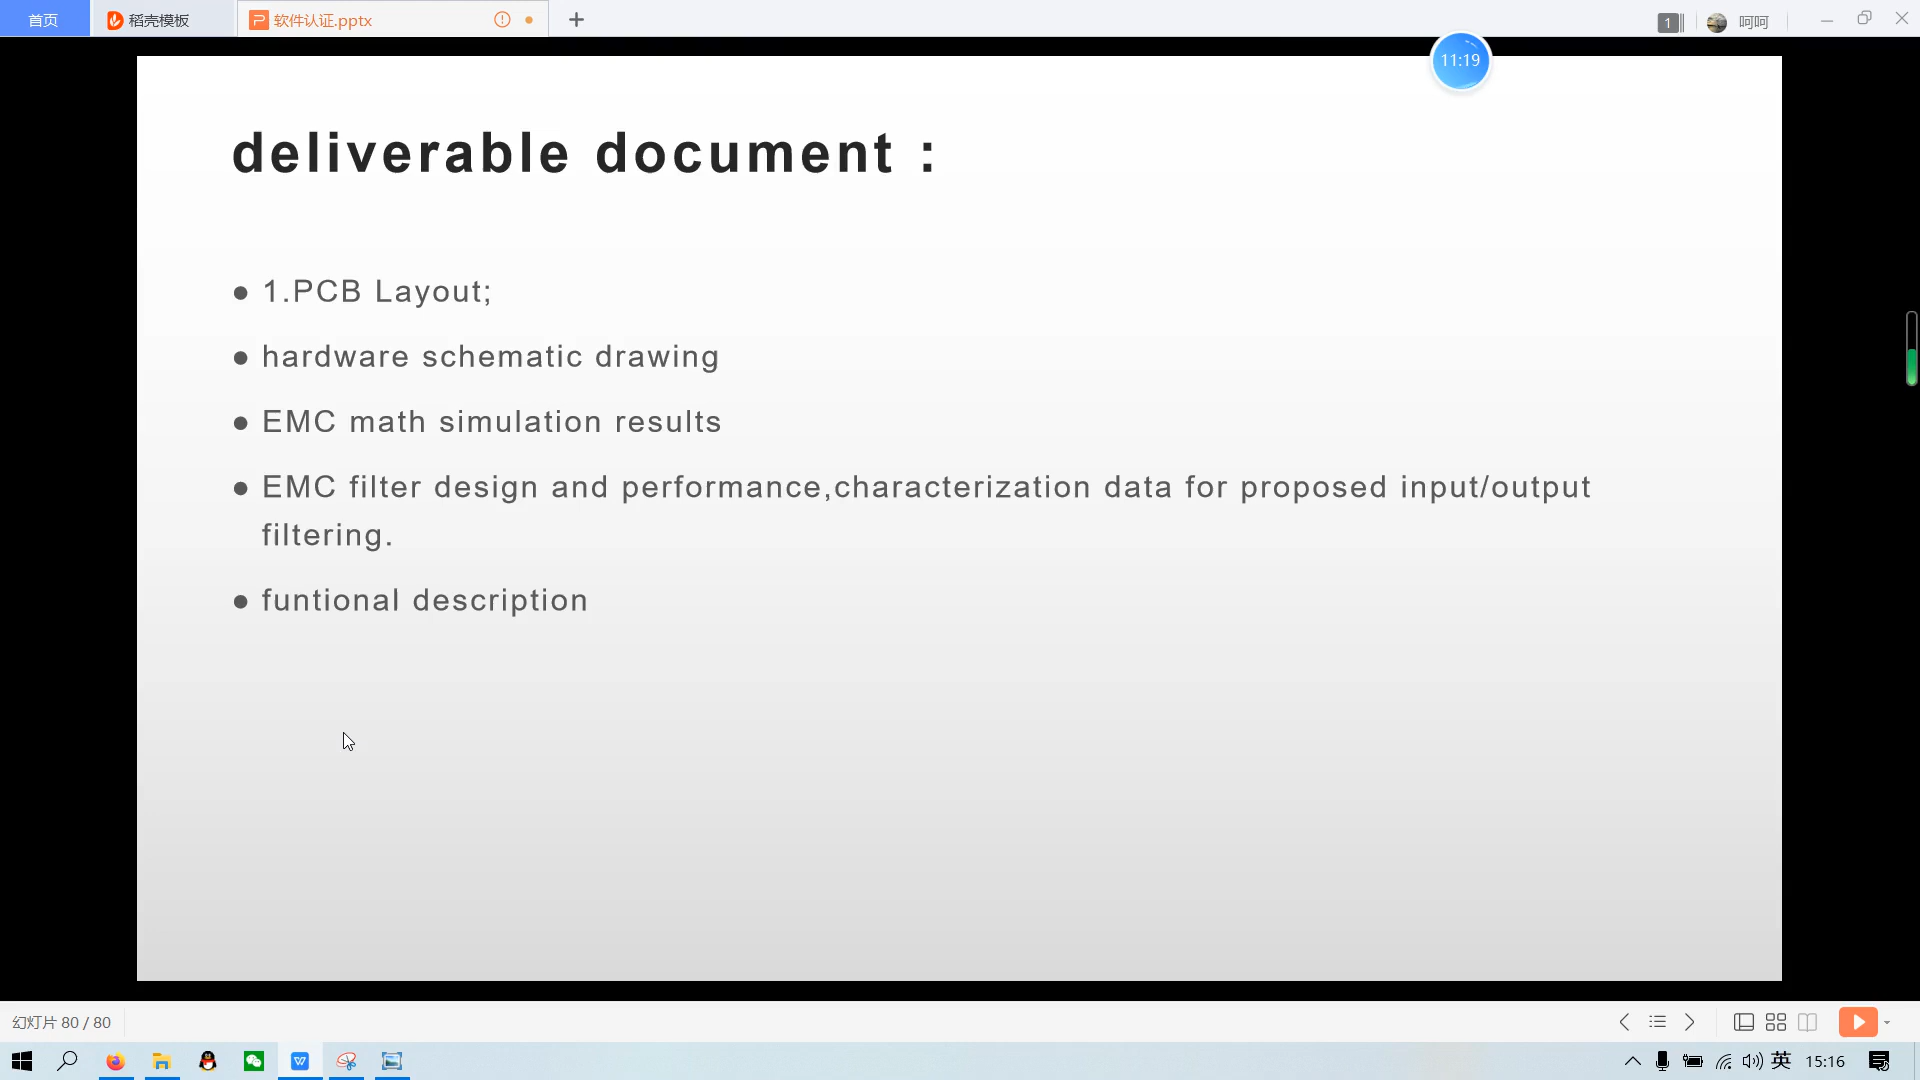 首页
稻壳模板
软件认证.pptx
1
呵呵
11:19
deliverable document :
● 1.PCB Layout;
● hardware schematic drawing
● EMC math simulation results
● EMC filter design and performance,characterization data for proposed input/output
filtering.
● funtional description
幻灯片 80 / 80
英
15:16